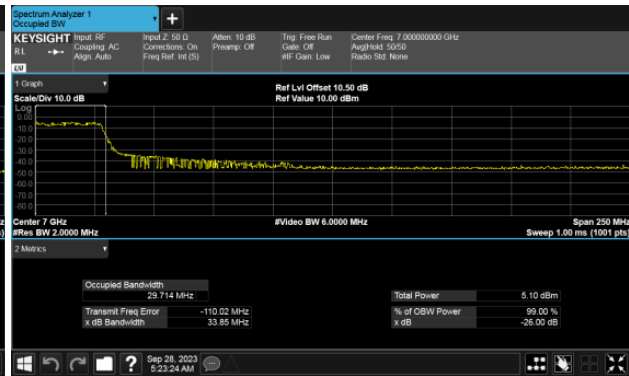 Spectrum Analyzer 1
Occupied BW
+
KEYSIGHT Input: RF Input Z: 50 Ω Atten: 10 dB Trig: Free Run Center Freq: 7.000000000 GHz
RL Coupling: AC Corrections: On Preamp: Off Gate: Off Avg|Hold: 50/50
Align: Auto Freq Ref: Int (S) #IF Gain: Low Radio Std: None
LXI
1 Graph Ref Lvl Offset 10.50 dB
Scale/Div 10.0 dB Ref Value 10.00 dBm
Log
0.00
-10.0
-20.0
-30.0
-40.0
-50.0
-60.0
-70.0
-80.0
Center 7 GHz #Video BW 6.0000 MHz Span 250 MHz
#Res BW 2.0000 MHz Sweep 1.00 ms (1001 pts)
2 Metrics
Occupied Bandwidth
29.714 MHz Total Power 5.10 dBm
Transmit Freq Error -110.02 MHz % of OBW Power 99.00 %
x dB Bandwidth 33.85 MHz x dB -26.00 dB
? Sep 28, 2023
5:23:24 AM